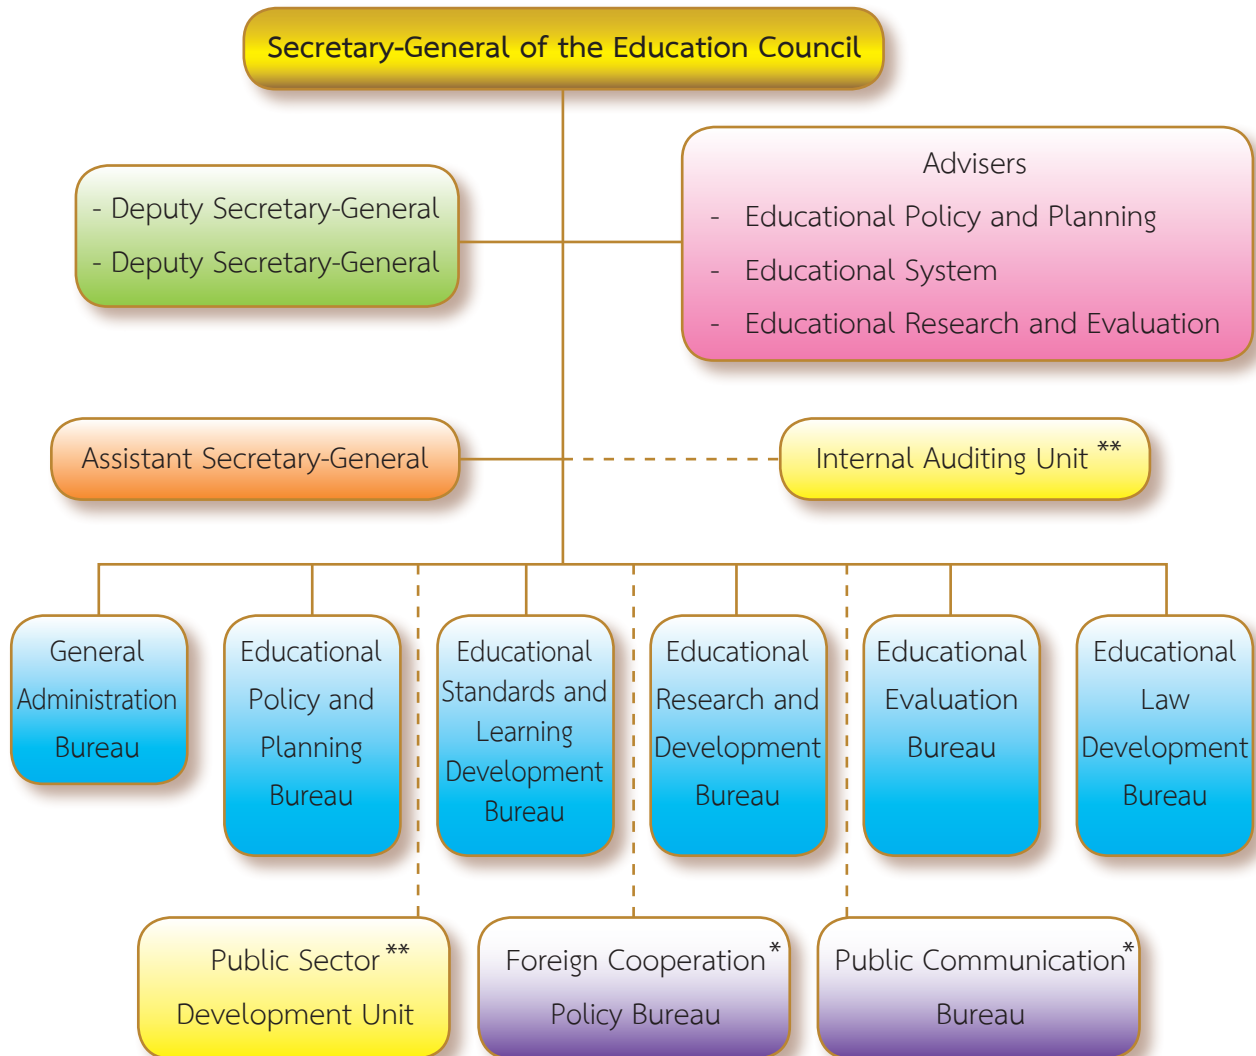 Secretary-General of the Education Council
- Deputy Secretary-General
- Deputy Secretary-General
Advisers
- Educational Policy and Planning
- Educational System
- Educational Research and Evaluation
Assistant Secretary-General
Internal Auditing Unit **
General
Administration
Bureau
Educational
Policy and
Planning
Bureau
Educational
Standards and
Learning
Development
Bureau
Educational
Research and
Development
Bureau
Educational
Evaluation
Bureau
Educational
Law
Development
Bureau
Public Sector **
Development Unit
Foreign Cooperation *
Policy Bureau
Public Communication *
Bureau